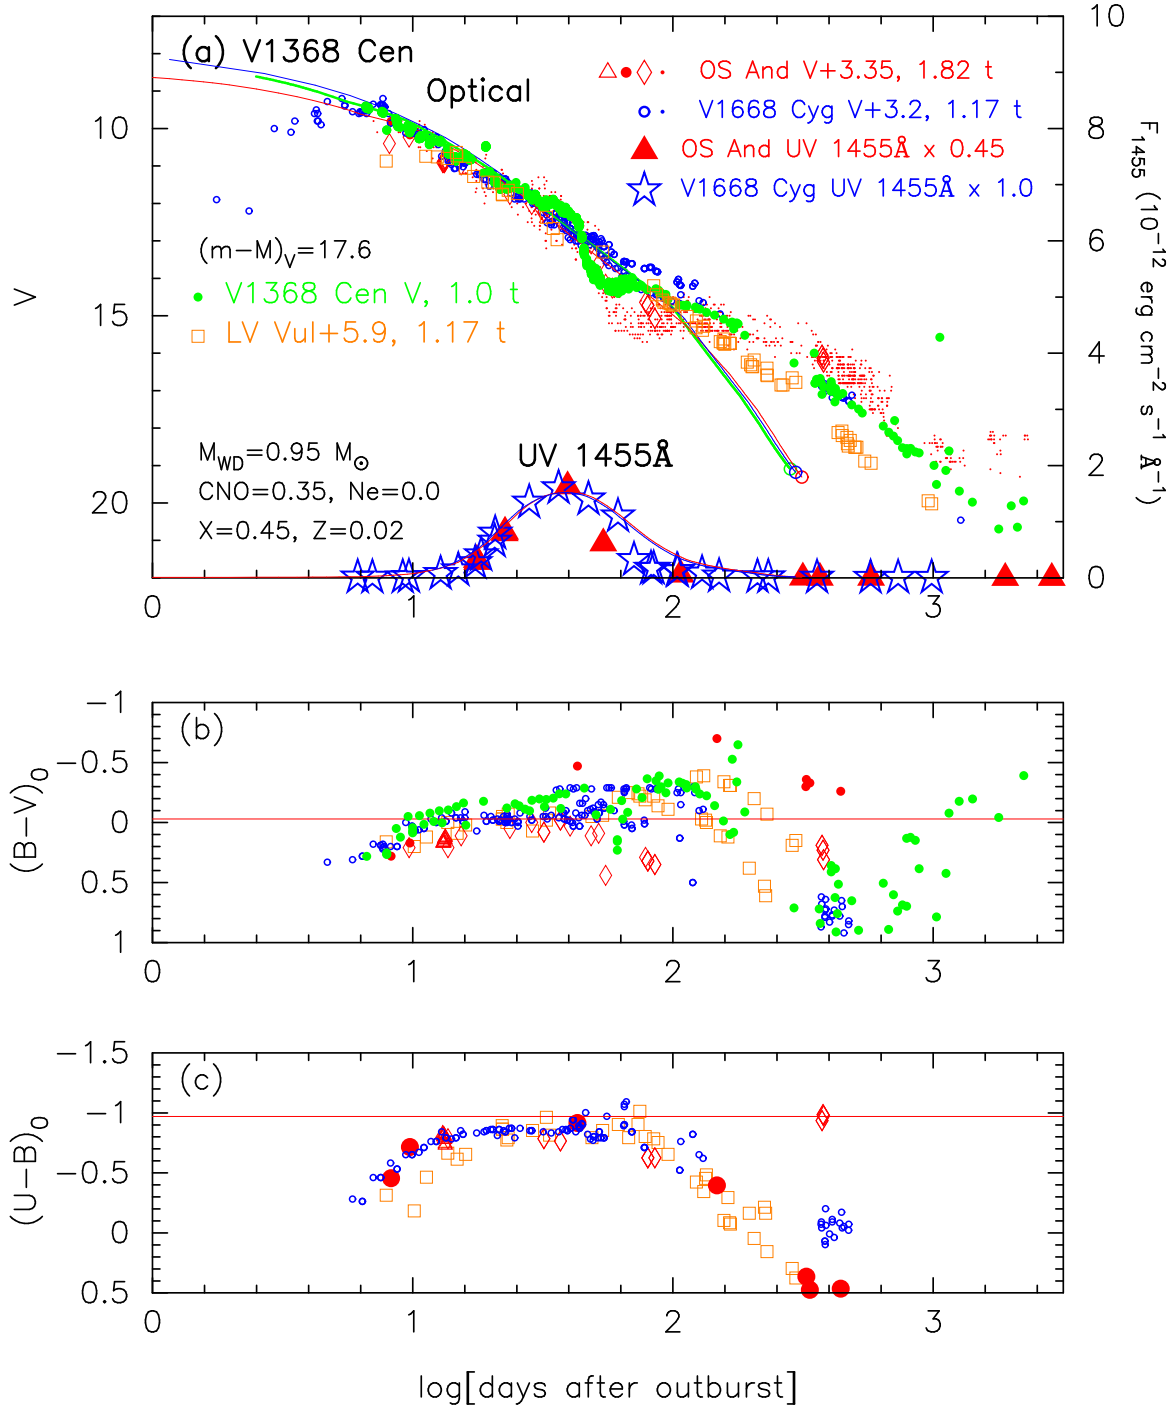 10
(a) V1368 Cen
OS And V+3.35, 1.82 t
Optical
V1668 Cyg V+3.2, 1.17 t
10
8
OS And UV 1455Å x 0.45
V1668 Cyg UV 1455Å x 1.0
(m−M)V=17.6
6
V
V1368 Cen V, 1.0 t
F1455 (10−12 erg cm−2 s−1 Å−1)
15
LV Vul+5.9, 1.17 t
4
MWD=0.95 M⊙
UV 1455Å
2
CNO=0.35, Ne=0.0
20
X=0.45, Z=0.02
0
0 1 2 3
−1
(b)
−0.5
(B−V)0
0
0.5
1
0 1 2 3
−1.5
(c)
−1
(U−B)0
−0.5
0
0.5
0 1 2 3
log[days after outburst]